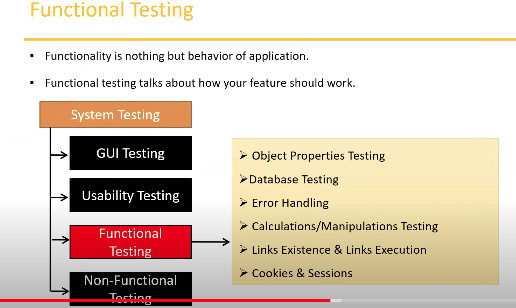 Functional Testing
▪ Functionality is nothing but behavior of application.
▪ Functional testing talks about how your feature should work.
System Testing
GUI Testing
Usability Testing
Functional
Testing
Non-Functional
Testing
➢ Object Properties Testing
➢Database Testing
➢ Error Handling
➢ Calculations/Manipulations Testing
➢ Links Existence & Links Execution
➢ Cookies & Sessions